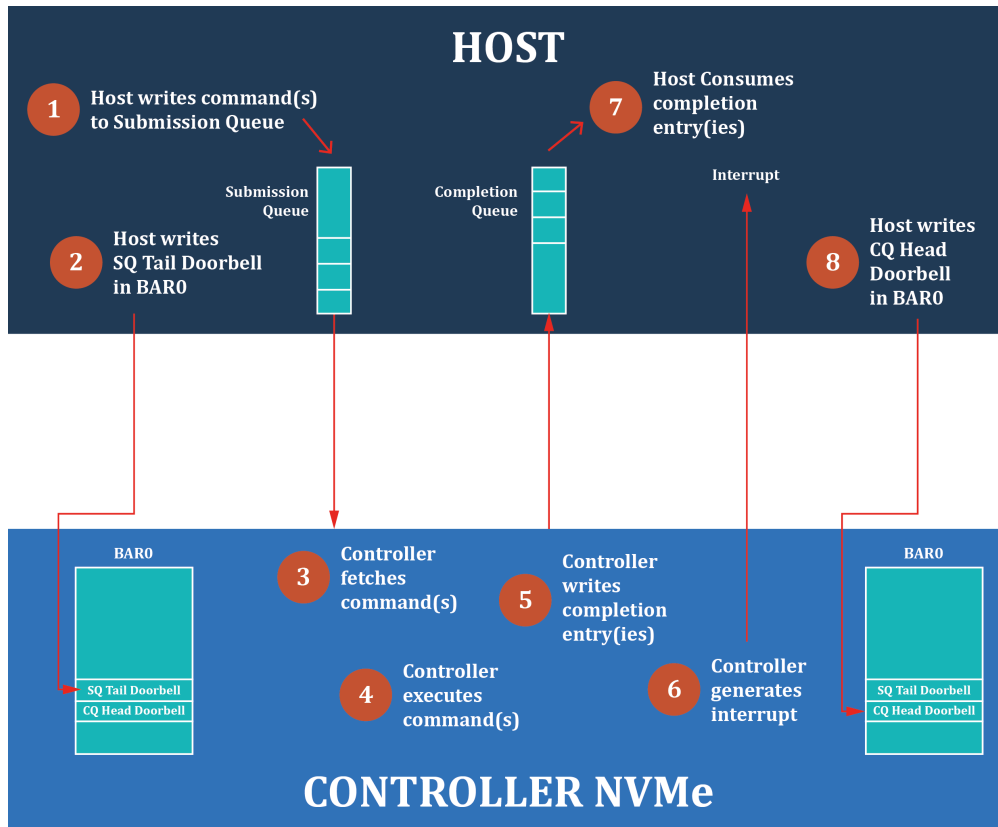 HOST
1
Host writes command(s)
to Submission Queue
Submission
Queue
2
Host writes
SQ Tail Doorbell
in BAR0
7
Host Consumes
completion
entry(ies)
Completion
Queue
Interrupt
8
Host writes
CQ Head
Doorbell
in BAR0
BAR0
SQ Tail Doorbell
CQ Head Doorbell
3
Controller
fetches
command(s)
4
Controller
executes
command(s)
5
Controller
writes
completion
entry(ies)
6
Controller
generates
interrupt
BAR0
SQ Tail Doorbell
CQ Head Doorbell
CONTROLLER NVMe